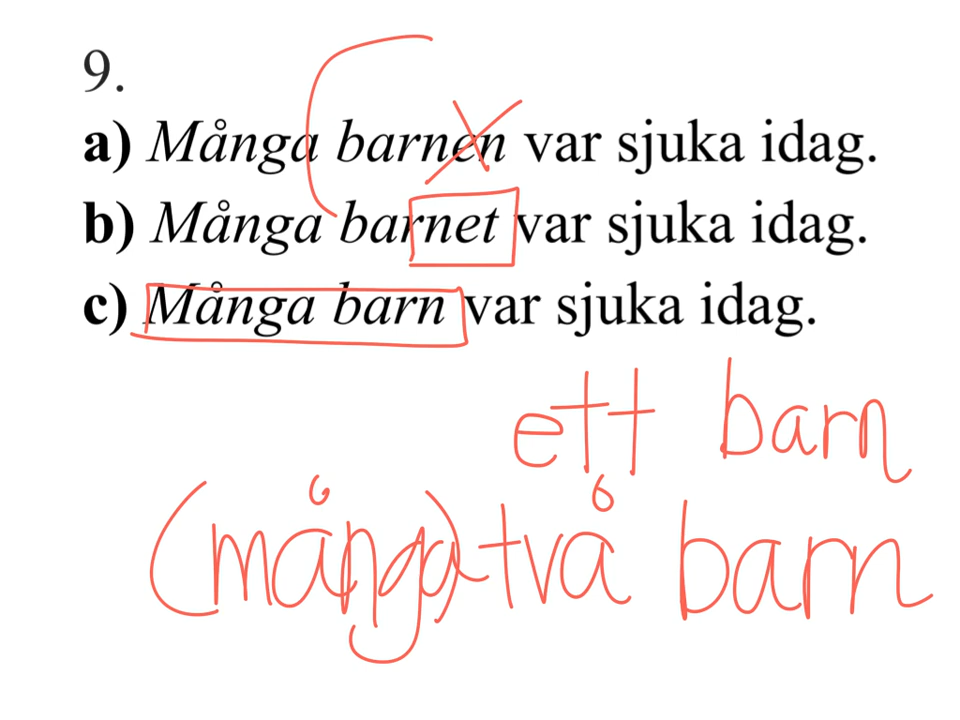 9.
a) Många barnen var sjuka idag.
b) Många barnet var sjuka idag.
c) Många barn var sjuka idag.
ett barn
(många) två barn